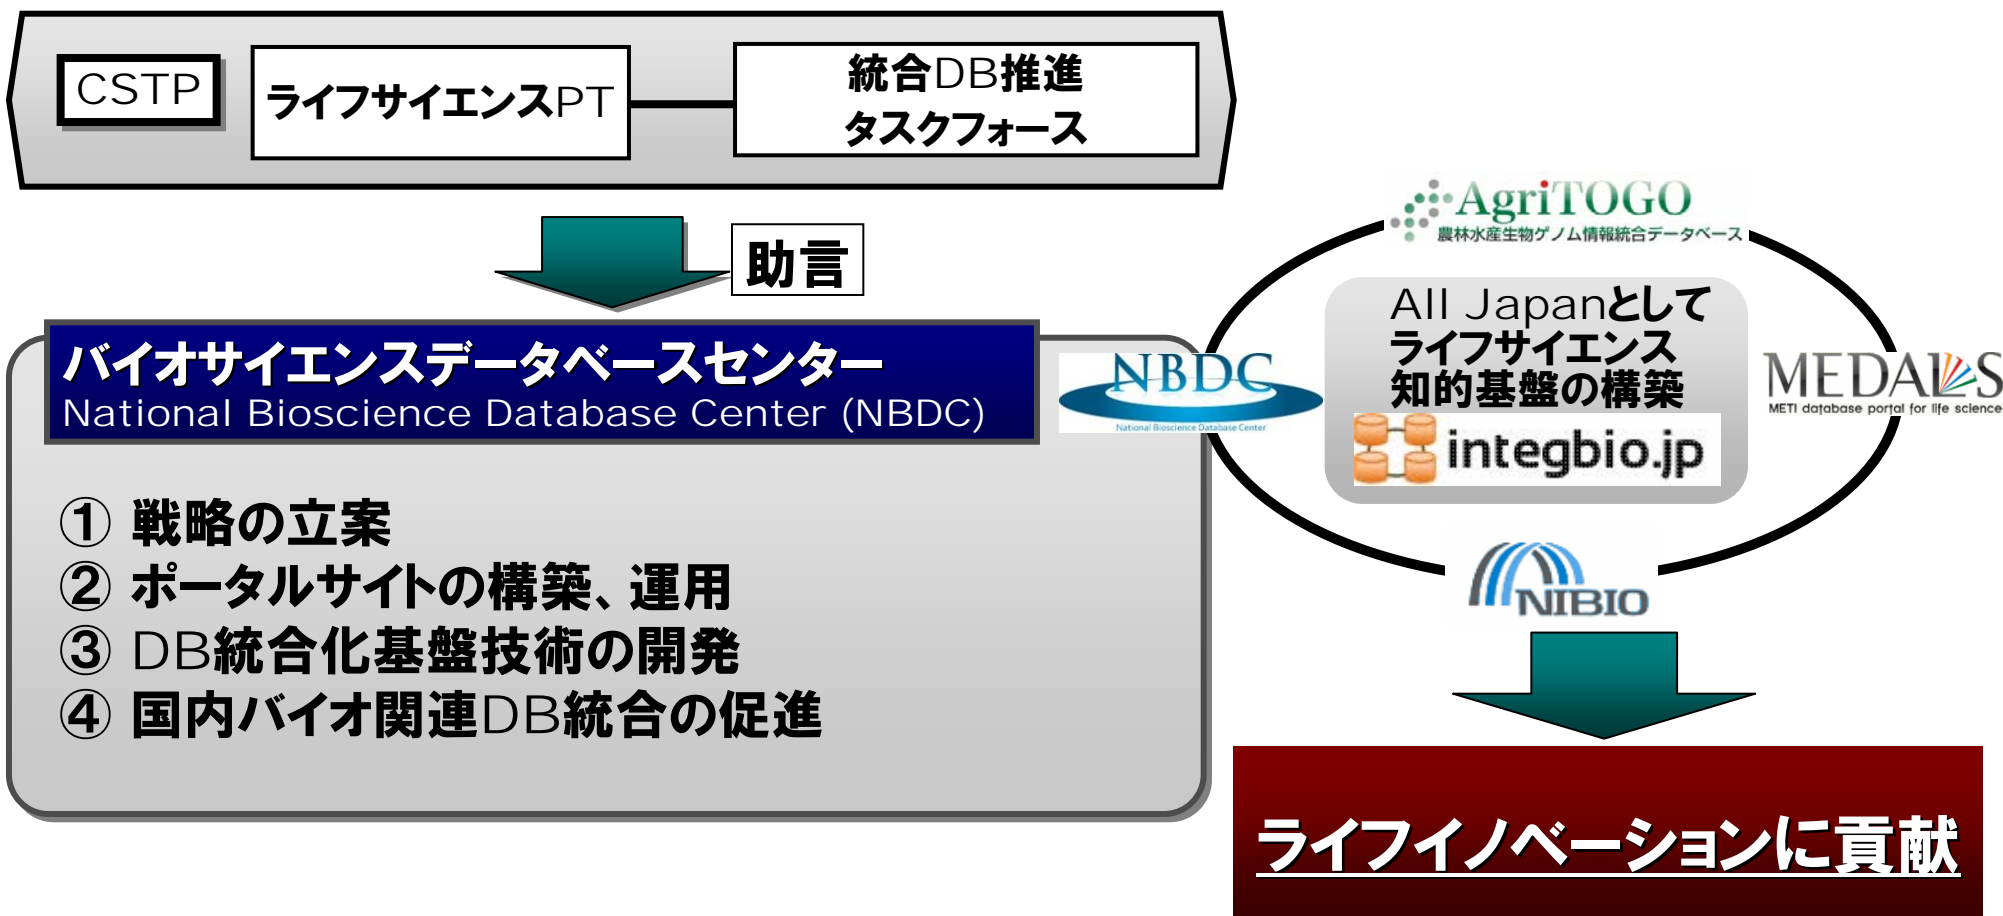 CSTP
ライフサイエンスPT
統合DB推進
タスクフォース
助言
バイオサイエンスデータベースセンター
National Bioscience Database Center (NBDC)
① 戦略の立案
② ポータルサイトの構築、運用
③ DB統合化基盤技術の開発
④ 国内バイオ関連DB統合の促進
AgriTOGO
農林水産生物ゲノム情報統合データベース
NBDC
National Bioscience Database Center
All Japanとして
ライフサイエンス
知的基盤の構築
integbio.jp
MEDALS
METI database portal for life science
NIBIO
ライフイノベーションに貢献